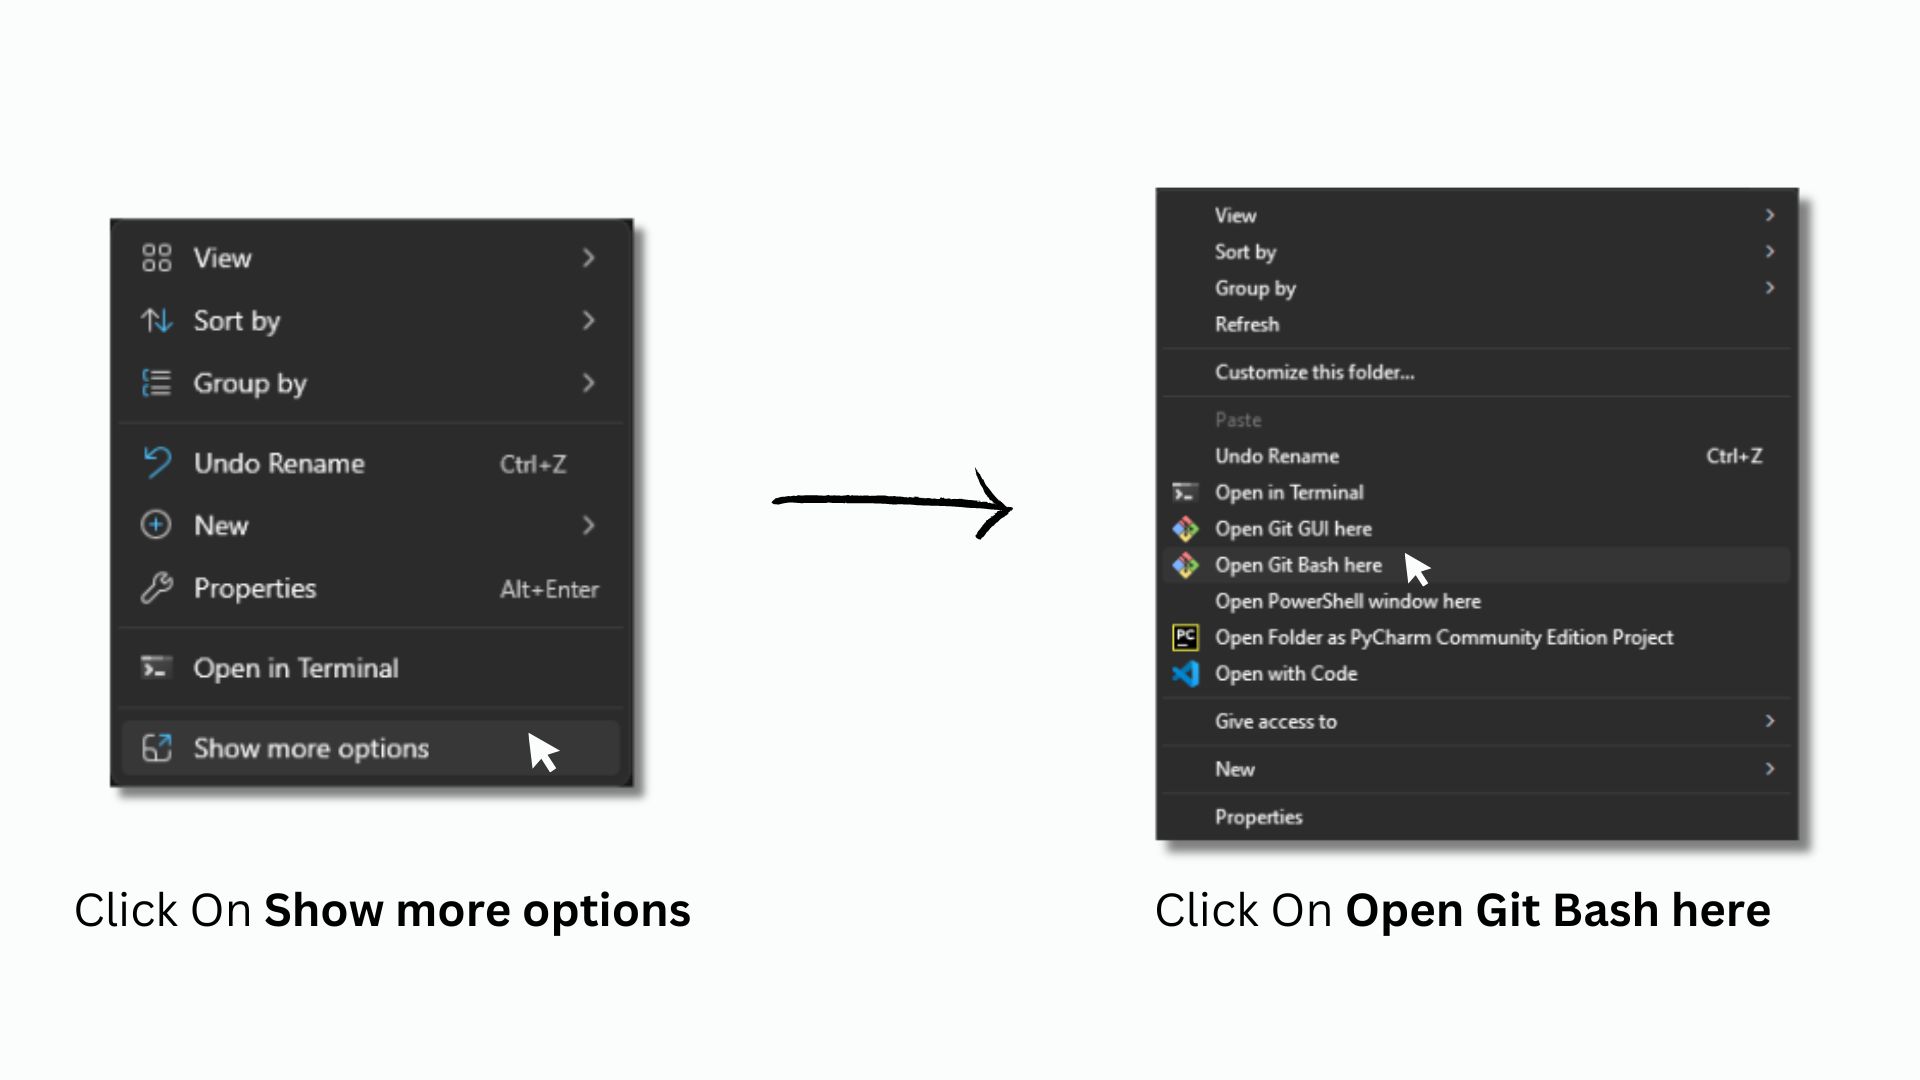 View
Sort by
Group by
Undo Rename Ctrl+Z
New
Properties Alt+Enter
Open in Terminal
Show more options
Click On Show more options
View
Sort by
Group by
Refresh
Customize this folder...
Paste
Undo Rename Ctrl+Z
Open in Terminal
Open Git GUI here
Open Git Bash here
Open PowerShell window here
PC Open Folder as PyCharm Community Edition Project
Open with Code
Give access to
New
Properties
Click On Open Git Bash here